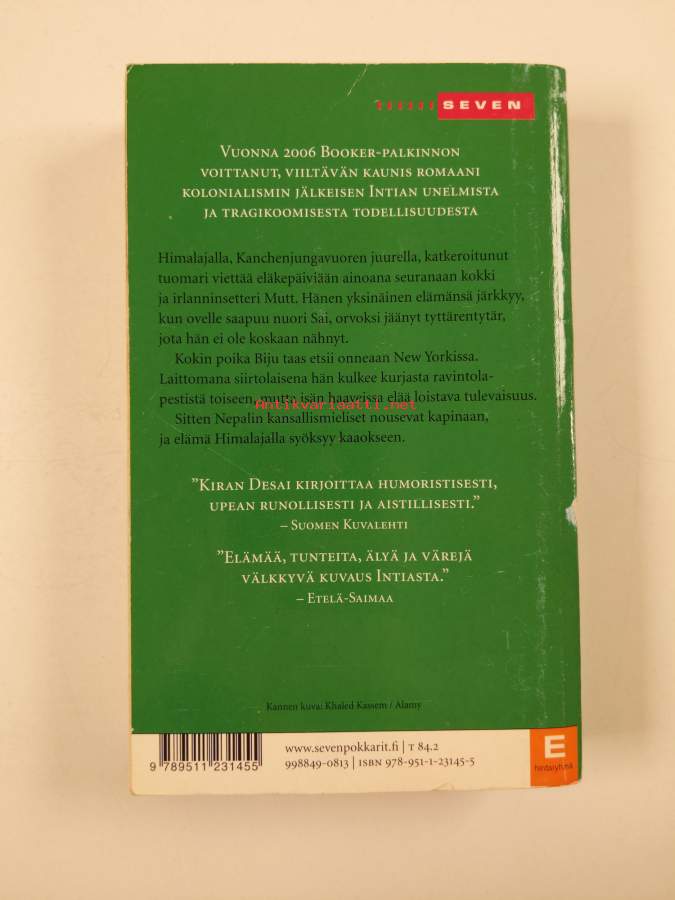 SEVEN
Vuonna 2006 Booker-palkinnon
voittanut, viiltävän kaunis romaani
kolonialismin jälkeisen Intian unelmista
ja tragikoomisesta todellisuudesta
Himalajalla, Kanchenjungavuoren juurella, katkeroitunut
tuomari viettää eläkepäiviään ainoana seuranaan kokki
ja irlanninsetteri Mutt. Hänen yksinäinen elämänsä järkkyy,
kun ovelle saapuu nuori Sai, orvoksi jäänyt tyttärentytär,
jota hän ei ole koskaan nähnyt.
Kokin poika Biju taas etsii onneaan New Yorkissa.
Laittomana siirtolaisena hän kulkee kurjasta ravintola-
pestistä toiseen, mutta isän haaveissa elää loistava tulevaisuus.
Antikvariaatti.net
Sitten Nepalin kansallismieliset nousevat kapinaan,
ja elämä Himalajalla syöksyy kaaokseen.
”Kiran Desai kirjoittaa humoristisesti,
upean runollisesti ja aistillisesti.”
– Suomen Kuvalehti
”Elämää, tunteita, älyä ja värejä
välkkyvä kuvaus Intiasta.”
– Etelä-Saimaa
Kannen kuva: Khaled Kassem / Alamy
www.sevenpokkarit.fi | T 84.2
998849-0813 | ISBN 978-951-1-23145-5
9 789511 231455
E
hintaryhmä